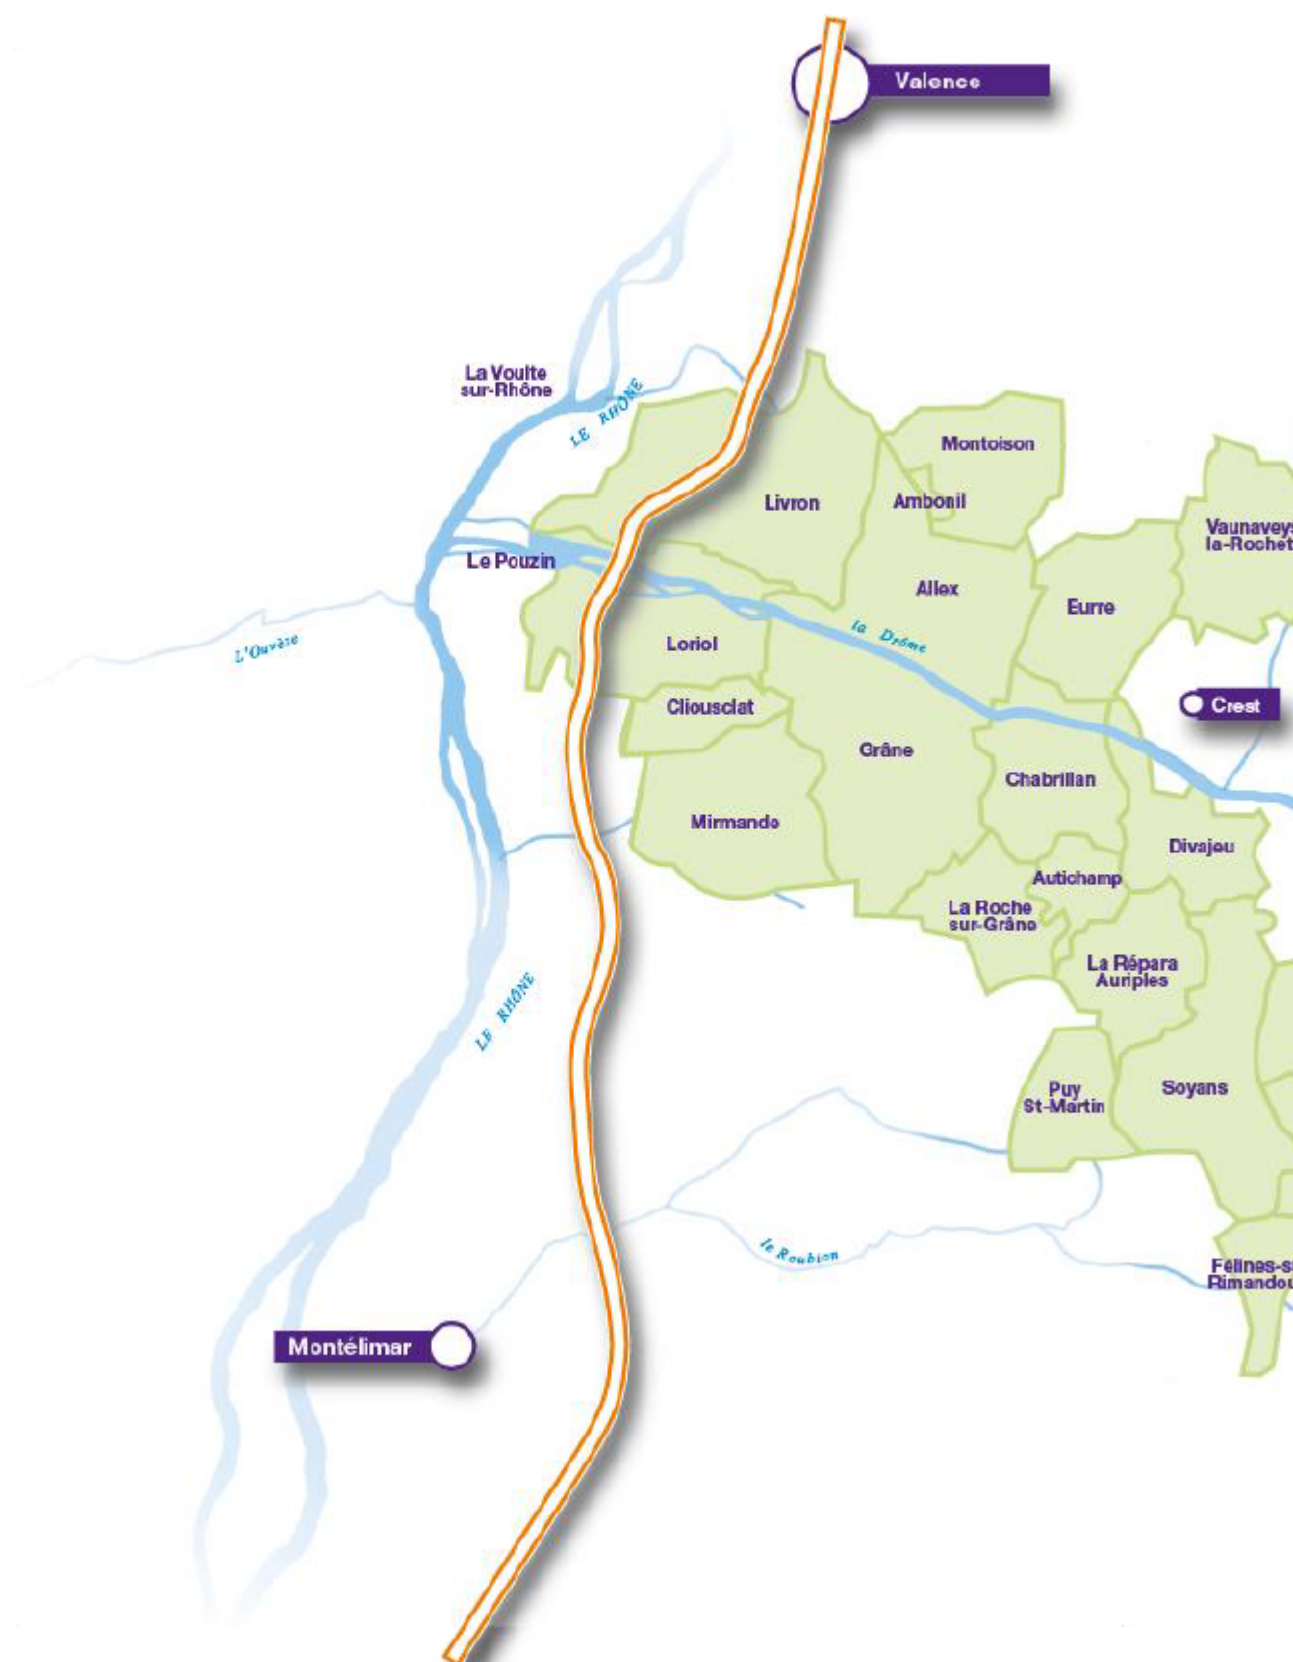 Valence
La Voulte
sur-Rhône
LE RHÔNE
Montoison
Livron
Ambonil
Vaunaveys
la-Rochet
Le Pouzin
Allex
Eurre
L'Ouvèze
Loriol
la Drôme
Cliousclat
Crest
Grâne
Chabrillan
Mirmande
Divajeu
Autichamp
La Roche
sur-Grâne
La Répara
Auriples
LE RHÔNE
Puy
St-Martin
Soyans
le Roubion
Félines-su
Rimandou
Montélimar